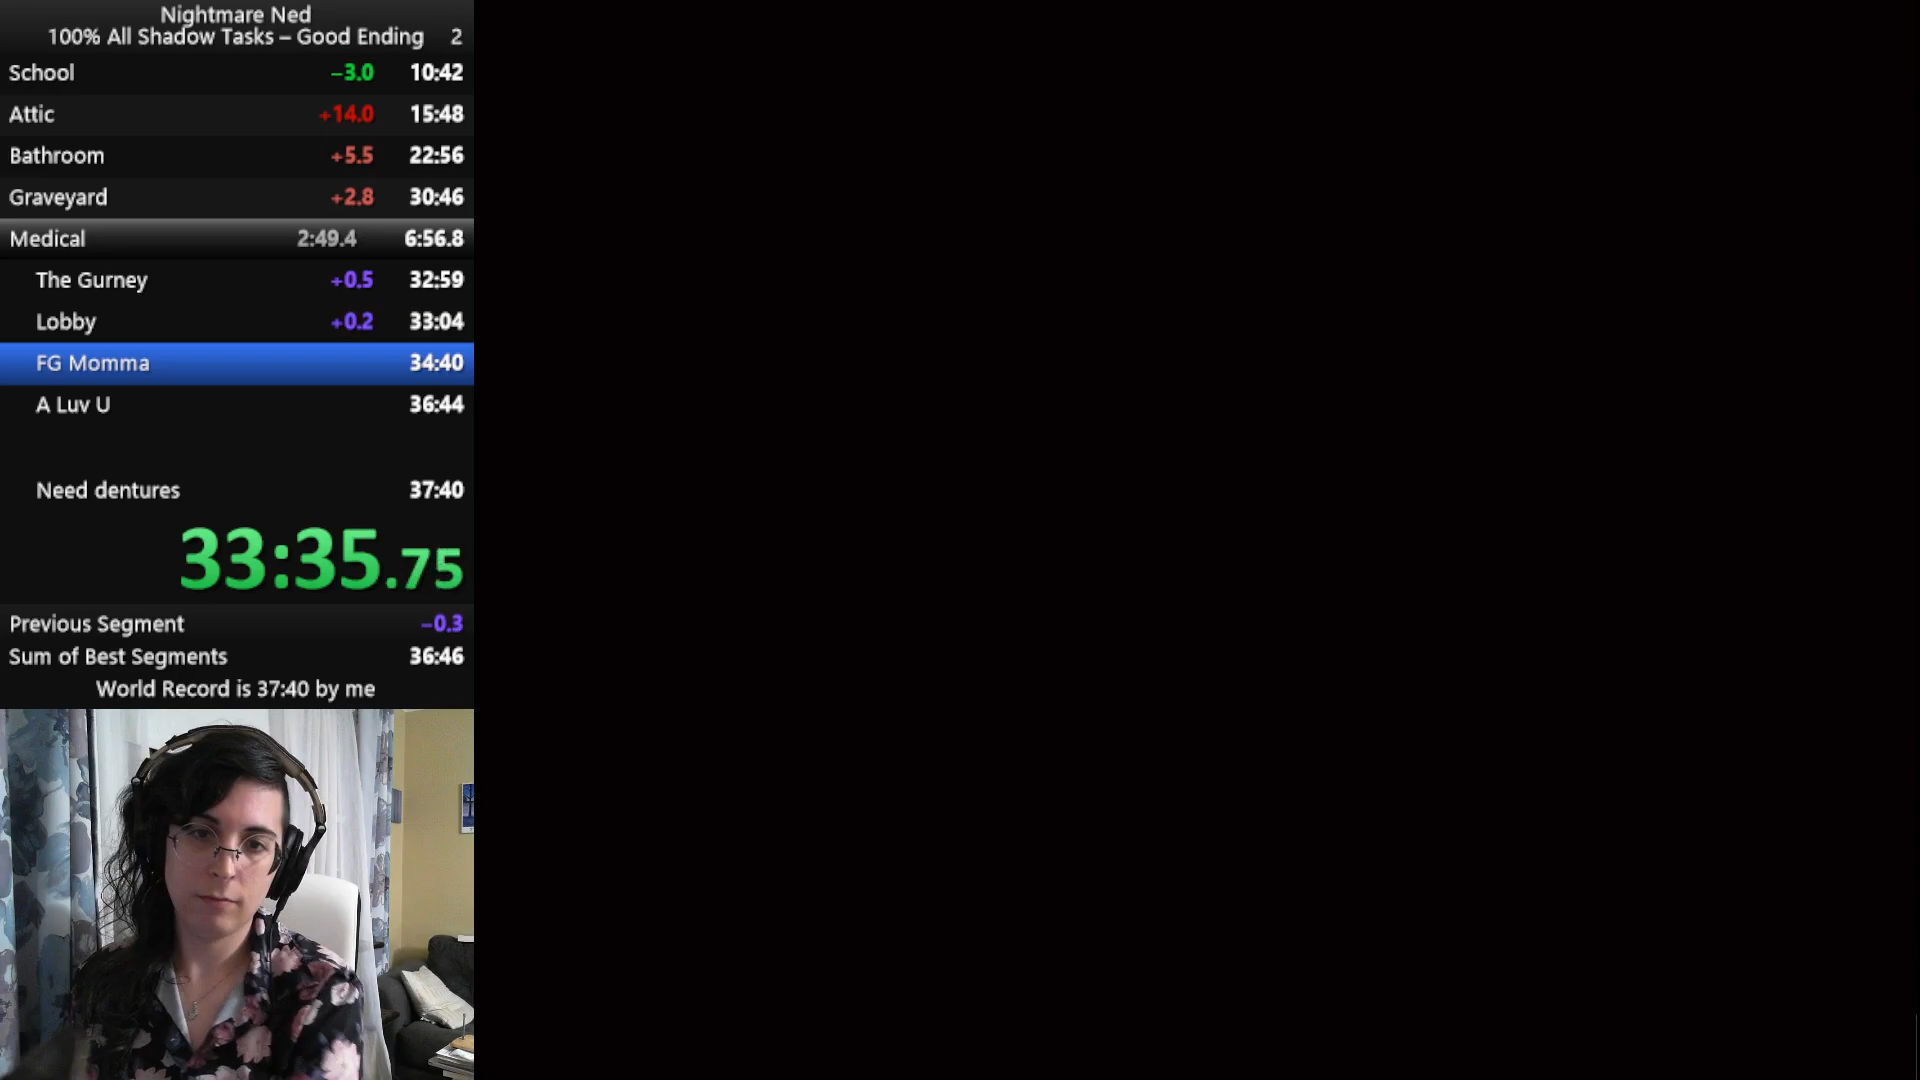 Nightmare Ned
100% All Shadow Tasks – Good Ending 2
School −3.0 10:42
Attic +14.0 15:48
Bathroom +5.5 22:56
Graveyard +2.8 30:46
Medical 2:49.4 6:56.8
The Gurney +0.5 32:59
Lobby +0.2 33:04
FG Momma 34:40
A Luv U 36:44
Need dentures 37:40
33:35.75
Previous Segment −0.3
Sum of Best Segments 36:46
World Record is 37:40 by me